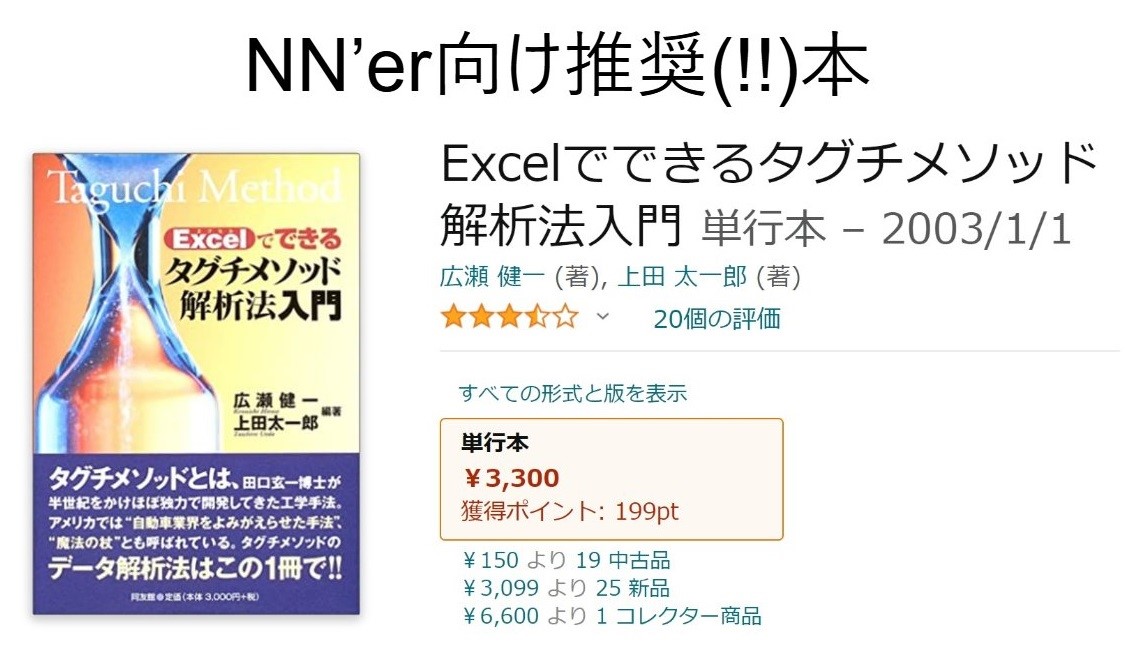 NN’er向け推奨(!!)本
Taguchi Method
Excelでできる
タグチメソッド
解析法入門
広瀬健一
上田太一郎
編著
タグチメソッドとは、田口玄一博士が
半世紀をかけほぼ独力で開発してきた工学手法。
アメリカでは“自動車業界をよみがえらせた手法”、
“魔法の杖”とも呼ばれている。タグチメソッドの
データ解析法はこの1冊で!!
同友館●定価(本体 3,000円+税)
Excelでできるタグチメソッド
解析法入門 単行本 – 2003/1/1
広瀬 健一 (著), 上田 太一郎 (著)
20個の評価
すべての形式と版を表示
単行本
￥3,300
獲得ポイント: 199pt
￥150 より 19 中古品
￥3,099 より 25 新品
￥6,600 より 1 コレクター商品